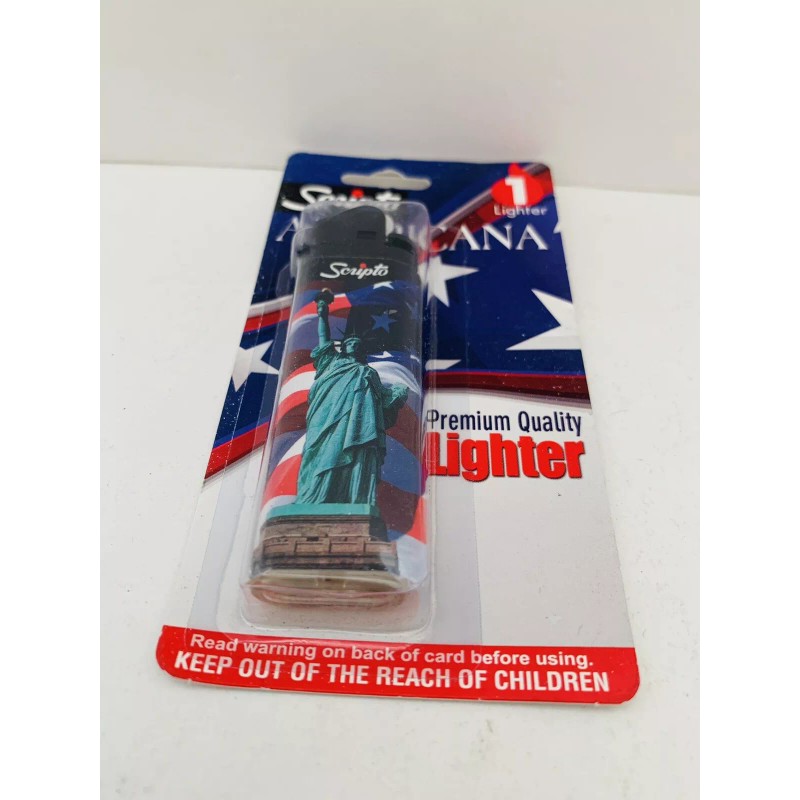 Scripto
1
Lighter
AMERICANA
Scripto
Premium Quality
Lighter
Read warning on back of card before using.
KEEP OUT OF THE REACH OF CHILDREN